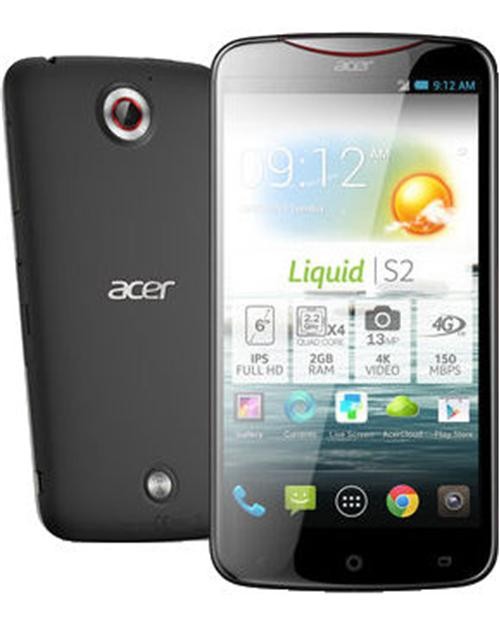 acer
acer
9:12 AM
09:12 AM
Liquid | S2
6"
IPS
FULL HD
2.2
GHz
X4
QUAD CORE
2GB
RAM
13MP
4K
VIDEO
4G
150
MBPS
Gallery
Camera
Live Screen
AcerCloud
Play Store